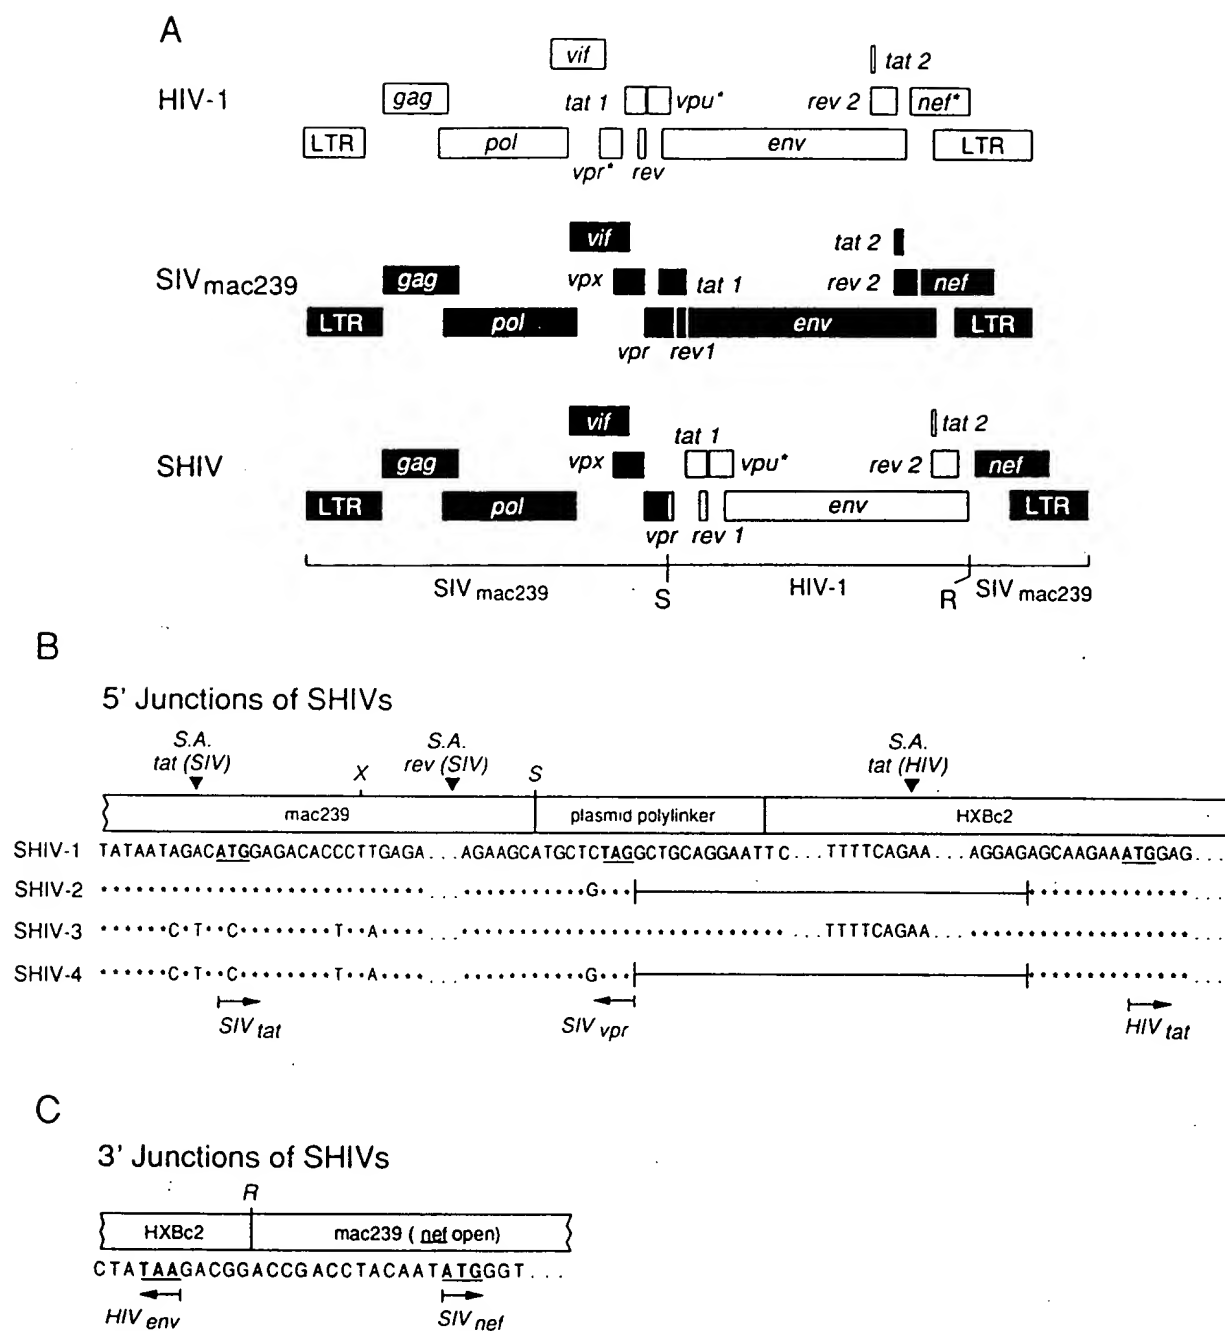 A
vif
tat 2
HIV-1
gag
tat 1
vpu*
rev 2
nef*
LTR
pol
env
LTR
vpr*
rev
vif
tat 2
SIVmac239
gag
vpx
tat 1
rev 2
nef
LTR
pol
env
LTR
vpr
rev1
vif
tat 1
tat 2
SHIV
gag
vpx
vpu*
rev 2
nef
LTR
pol
env
LTR
vpr
rev 1
SIVmac239
S
HIV-1
R
SIVmac239
B
5' Junctions of SHIVs
S.A.
tat (SIV)
X
S.A.
rev (SIV)
S
S.A.
tat (HIV)
mac239
plasmid polylinker
HXBc2
SHIV-1 TATAATAGACATGGAGACACCCTTGAGA ... AGAAGCATGCTCTAGGCTGCAGGAATTC ... TTTTCAGAA ... AGGAGAGCAAGAAATGGAG ...
SHIV-2 ... G ...
SHIV-3 C T C T A ... TTTTCAGAA ...
SHIV-4 C T C T A ... G ...
SIVtat
SIVvpr
HIVtat
C
3' Junctions of SHIVs
R
HXBc2
mac239 ( nef open)
CTATAAGACGGACCGACCTACAATATGGGT ...
HIVenv
SIVnef